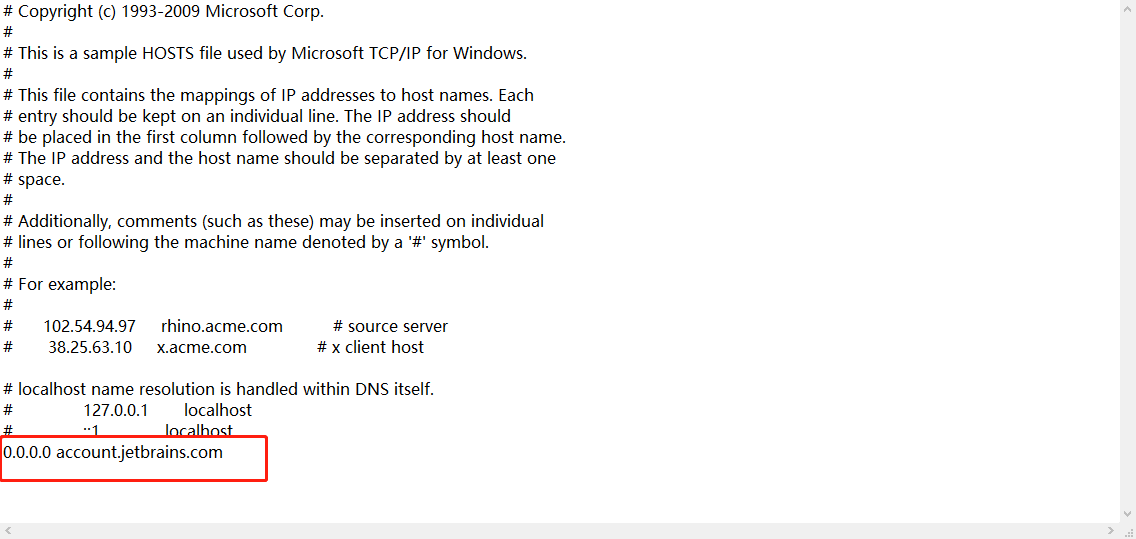 # Copyright (c) 1993-2009 Microsoft Corp.
#
# This is a sample HOSTS file used by Microsoft TCP/IP for Windows.
#
# This file contains the mappings of IP addresses to host names. Each
# entry should be kept on an individual line. The IP address should
# be placed in the first column followed by the corresponding host name.
# The IP address and the host name should be separated by at least one
# space.
#
# Additionally, comments (such as these) may be inserted on individual
# lines or following the machine name denoted by a '#' symbol.
#
# For example:
#
#      102.54.94.97     rhino.acme.com          # source server
#       38.25.63.10     x.acme.com              # x client host

# localhost name resolution is handled within DNS itself.
#	127.0.0.1       localhost
#	::1             localhost
0.0.0.0 account.jetbrains.com